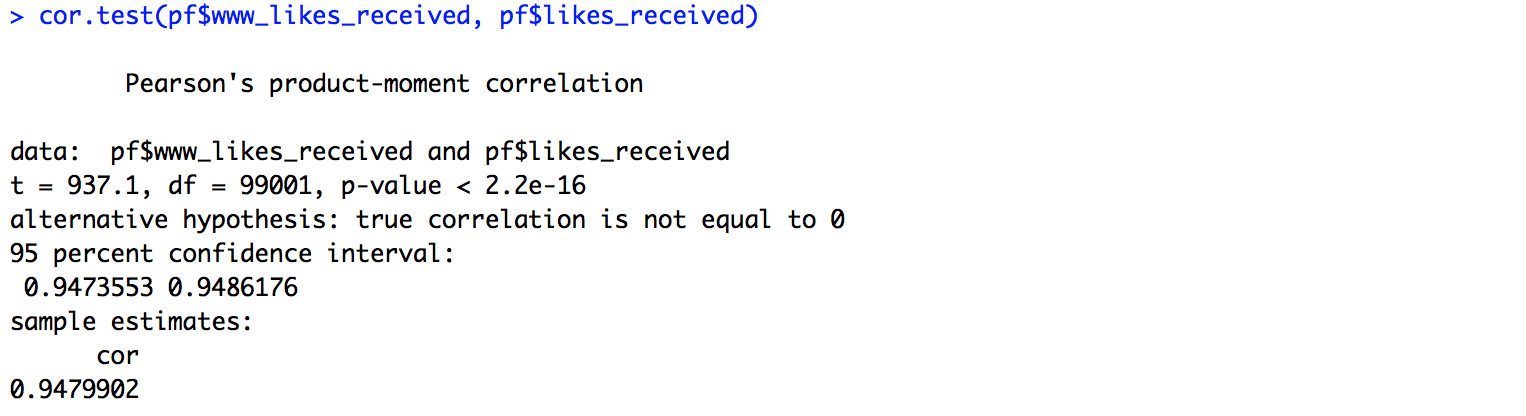 > cor.test(pf$www_likes_received, pf$likes_received)
Pearson's product-moment correlation
data:  pf$www_likes_received and pf$likes_received
t = 937.1, df = 99001, p-value < 2.2e-16
alternative hypothesis: true correlation is not equal to 0
95 percent confidence interval:
0.9473553 0.9486176
sample estimates:
cor
0.9479902